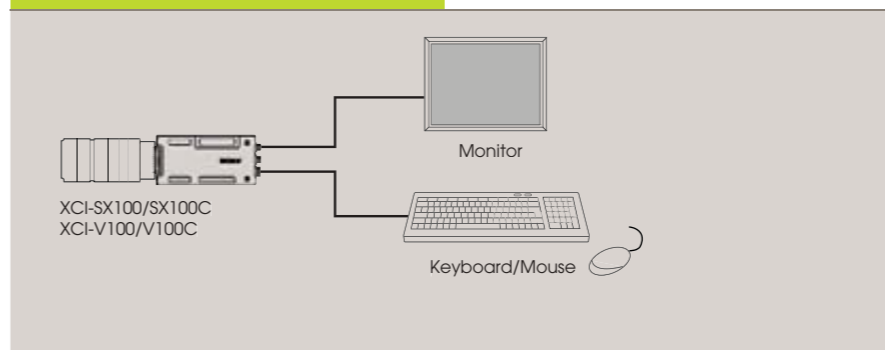 Monitor
XCI-SX100/SX100C
XCI-V100/V100C
Keyboard/Mouse